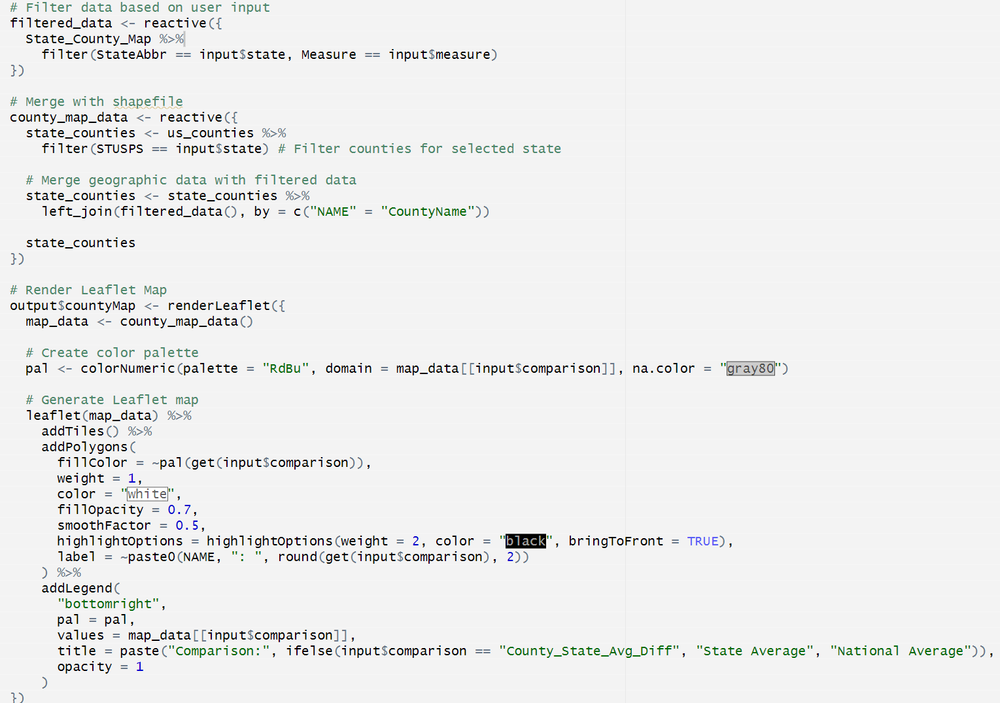 # Filter data based on user input
filtered_data <- reactive({
  State_County_Map %>%
    filter(StateAbbr == input$state, Measure == input$measure)
})

# Merge with shapefile
county_map_data <- reactive({
  state_counties <- us_counties %>%
    filter(STUSPS == input$state) # Filter counties for selected state

  # Merge geographic data with filtered data
  state_counties <- state_counties %>%
    left_join(filtered_data(), by = c("NAME" = "CountyName"))

  state_counties
})

# Render Leaflet Map
output$countyMap <- renderLeaflet({
  map_data <- county_map_data()

  # Create color palette
  pal <- colorNumeric(palette = "RdBu", domain = map_data[[input$comparison]], na.color = "gray80")

  # Generate Leaflet map
  leaflet(map_data) %>%
    addTiles() %>%
    addPolygons(
      fillColor = ~pal(get(input$comparison)),
      weight = 1,
      color = "white",
      fillOpacity = 0.7,
      smoothFactor = 0.5,
      highlightOptions = highlightOptions(weight = 2, color = "black", bringToFront = TRUE),
      label = ~paste0(NAME, ": ", round(get(input$comparison), 2))
    ) %>%
    addLegend(
      "bottomright",
      pal = pal,
      values = map_data[[input$comparison]],
      title = paste("Comparison:", ifelse(input$comparison == "County_State_Avg_Diff", "State Average", "National Average")),
      opacity = 1
    )
})